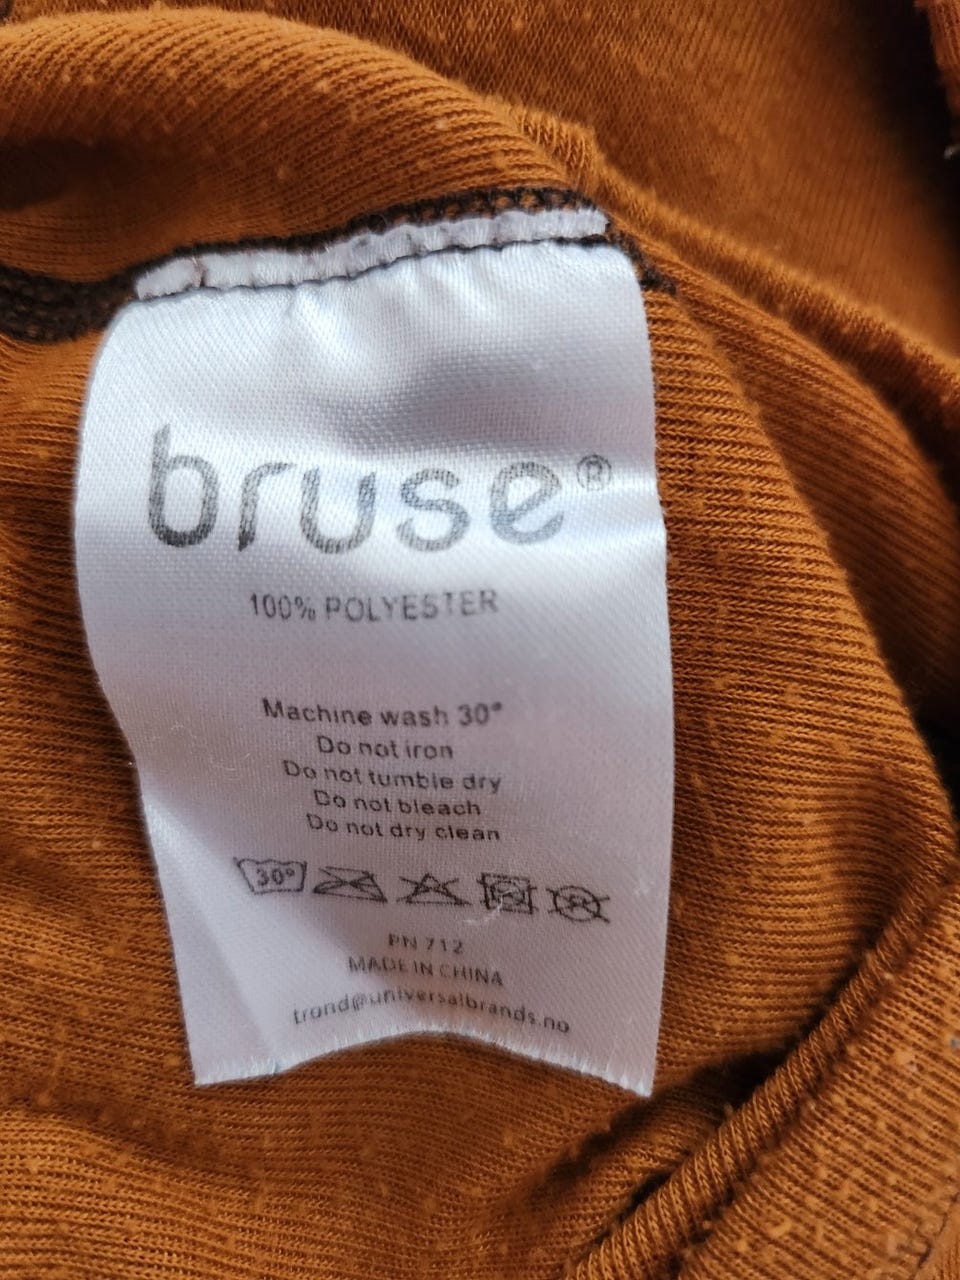 bruse®
100% POLYESTER
Machine wash 30°
Do not iron
Do not tumble dry
Do not bleach
Do not dry clean
30°
PN 712
MADE IN CHINA
trond@universalbrands.no